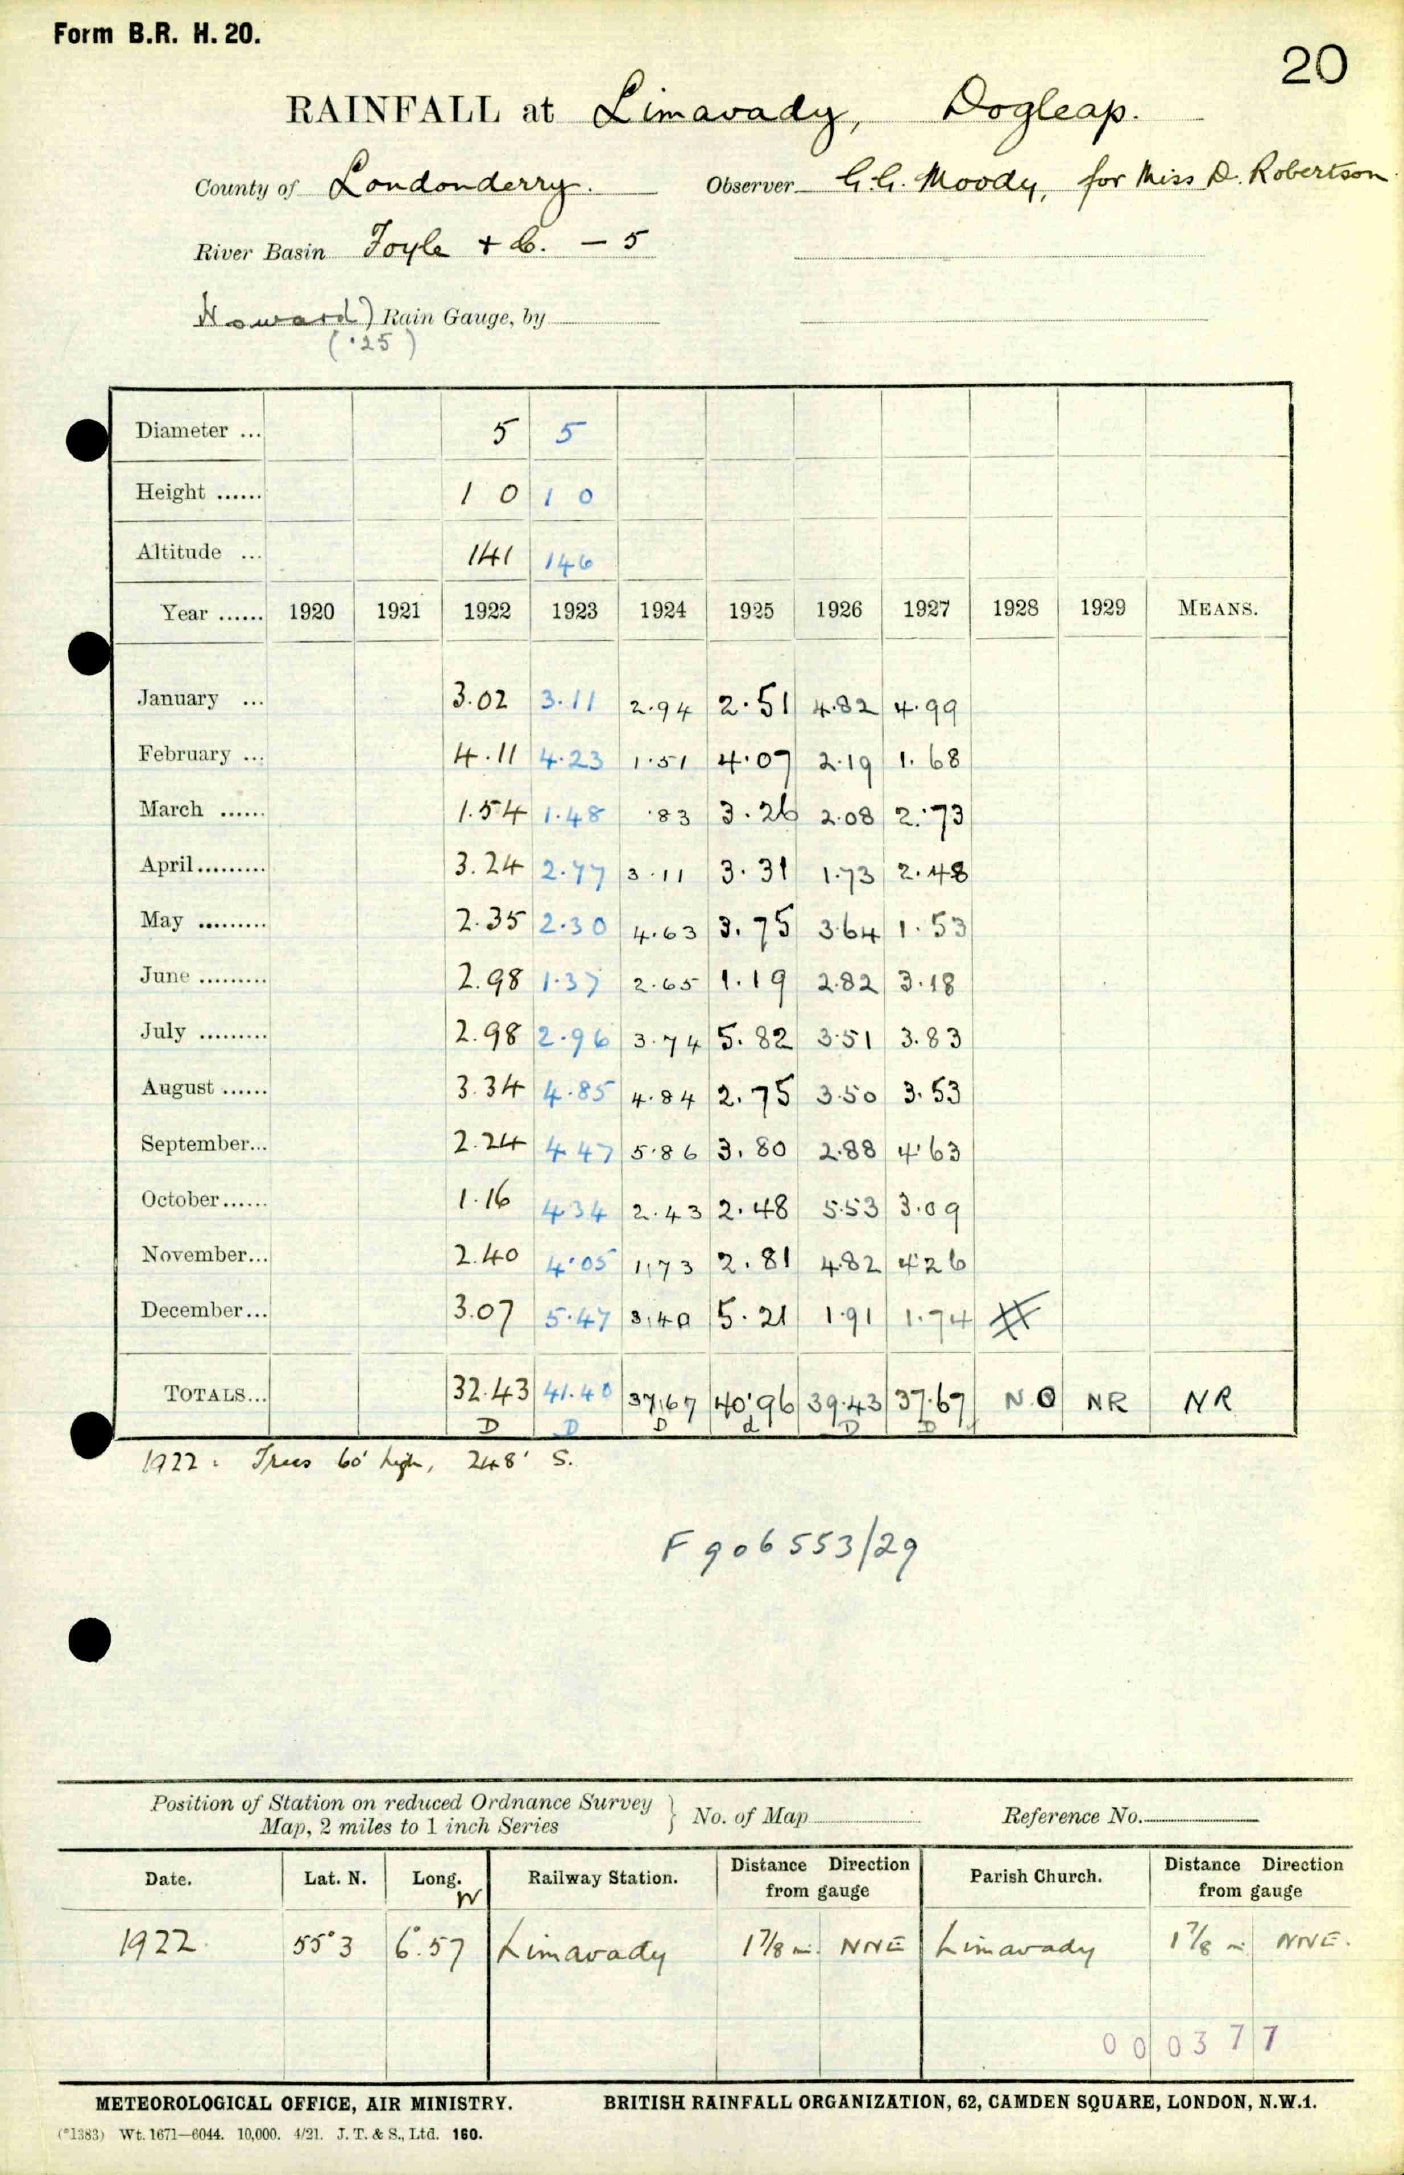 Form B.R. H. 20.
20
RAINFALL at Limavady, Dogleap.
County of Londonderry. Observer G.G. Moody, for Miss D. Robertson
River Basin Foyle + C. — 5
Howard) Rain Gauge, by
(·25)
Diameter ... 5 5
Height ...... 1 0 1 0
Altitude ... 141 146
Year ...... 1920 1921 1922 1923 1924 1925 1926 1927 1928 1929 MEANS.
January ... 3.02 3.11 2.94 2.51 4.82 4.99
February ... 4.11 4.23 1.51 4.07 2.19 1.68
March ...... 1.54 1.48 .83 3.26 2.08 2.73
April......... 3.24 2.77 3.11 3.31 1.73 2.48
May ......... 2.35 2.30 4.63 3.75 3.64 1.53
June ......... 2.98 1.37 2.65 1.19 2.82 3.18
July ......... 2.98 2.96 3.74 5.82 3.51 3.83
August ...... 3.34 4.85 4.84 2.75 3.50 3.53
September... 2.24 4.47 5.86 3.80 2.88 4.63
October...... 1.16 4.34 2.43 2.48 5.53 3.09
November... 2.40 4.05 1.73 2.81 4.82 4.26
December... 3.07 5.47 3.40 5.21 1.91 1.74
TOTALS... 32.43 41.40 37.67 40.96 39.43 37.67 NO NR NR
D D D d D D
1922: Trees 60' high, 248' S.
F 906553/29
Position of Station on reduced Ordnance Survey
Map, 2 miles to 1 inch Series } No. of Map Reference No.
Date. Lat. N. Long. W Railway Station. Distance Direction from gauge Parish Church. Distance Direction from gauge
1922. 55°3 6°.57 Limavady 1⅞ mi. NNE Limavady 1⅞ mi NNE.
000377
METEOROLOGICAL OFFICE, AIR MINISTRY. BRITISH RAINFALL ORGANIZATION, 62, CAMDEN SQUARE, LONDON, N.W.1.
(*1383) Wt. 1671—6044. 10,000. 4/21. J. T. & S., Ltd. 160.